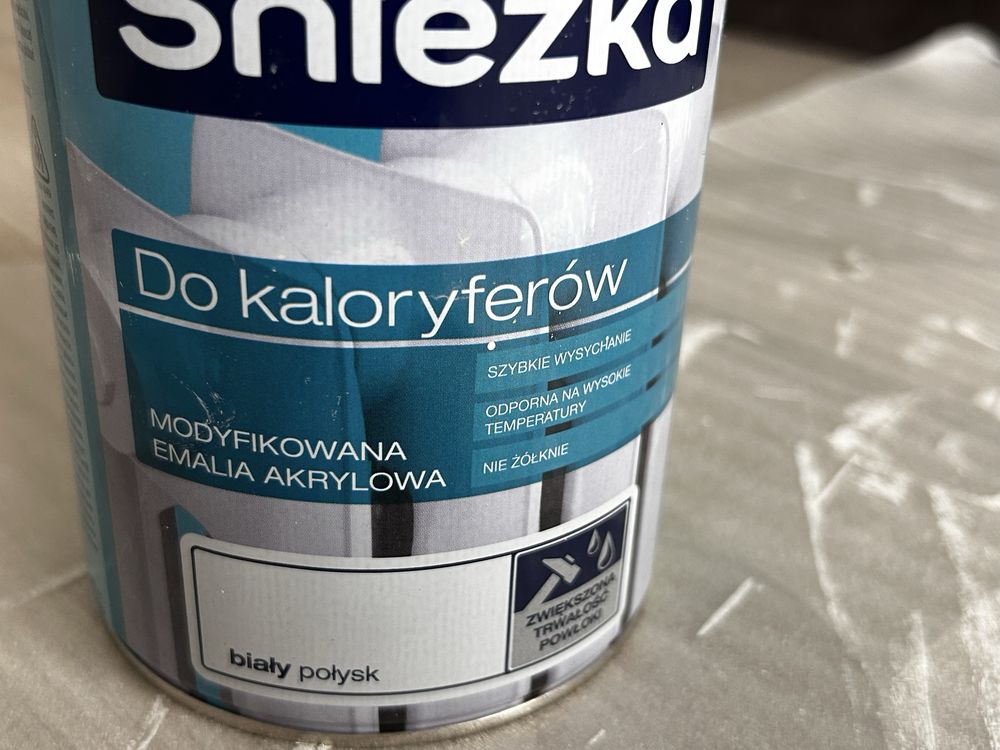 Śnieżka
Do kaloryferów
SZYBKIE WYSYCHANIE
ODPORNA NA WYSOKIE
TEMPERATURY
NIE ŻÓŁKNIE
MODYFIKOWANA
EMALIA AKRYLOWA
ZWIĘKSZONA
TRWAŁOŚĆ
POWŁOKI
biały połysk